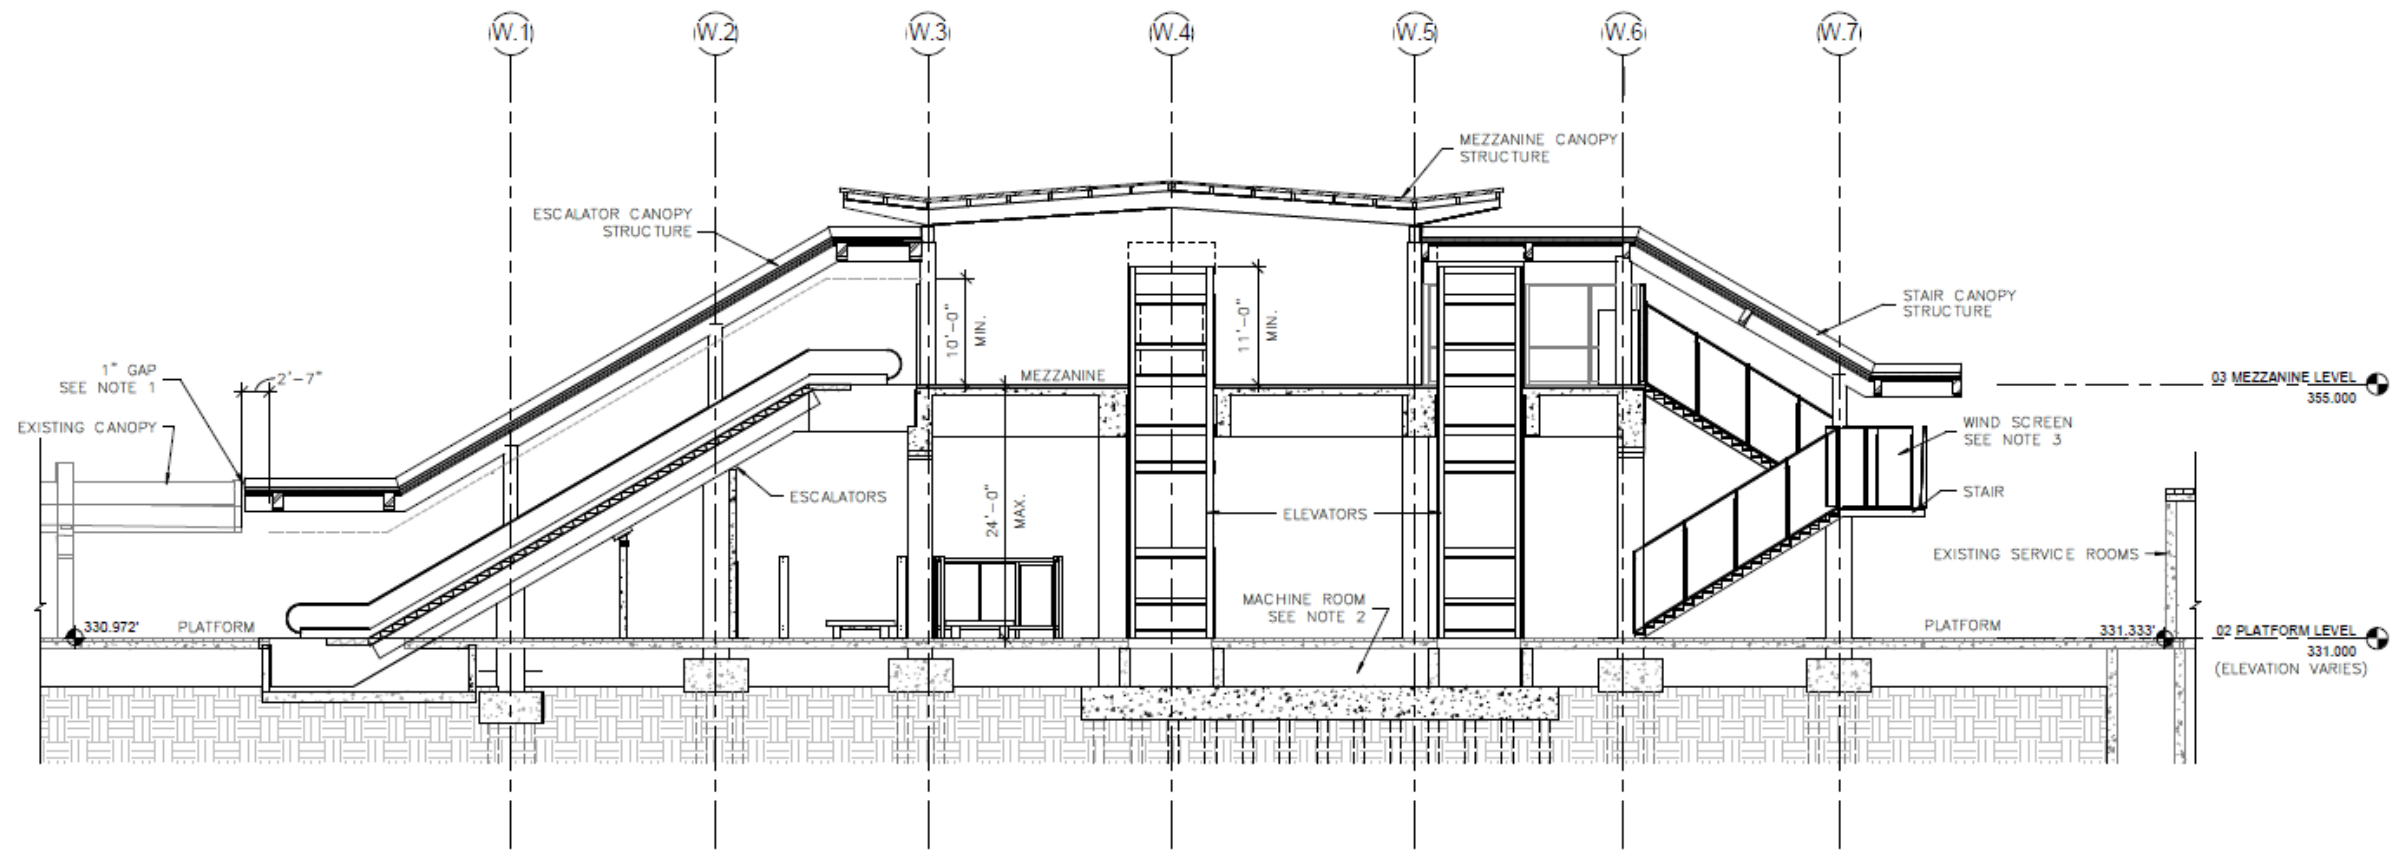 W.1
W.2
W.3
W.4
W.5
W.6
W.7
MEZZANINE CANOPY
STRUCTURE
ESCALATOR CANOPY
STRUCTURE
STAIR CANOPY
STRUCTURE
10'-0"
MIN.
11'-0"
MIN.
1" GAP
SEE NOTE 1
2'-7"
MEZZANINE
03 MEZZANINE LEVEL
355.000
EXISTING CANOPY
WIND SCREEN
SEE NOTE 3
ESCALATORS
STAIR
24'-0"
MAX.
ELEVATORS
EXISTING SERVICE ROOMS
MACHINE ROOM
SEE NOTE 2
330.972'
PLATFORM
PLATFORM
331.333'
02 PLATFORM LEVEL
331.000
(ELEVATION VARIES)